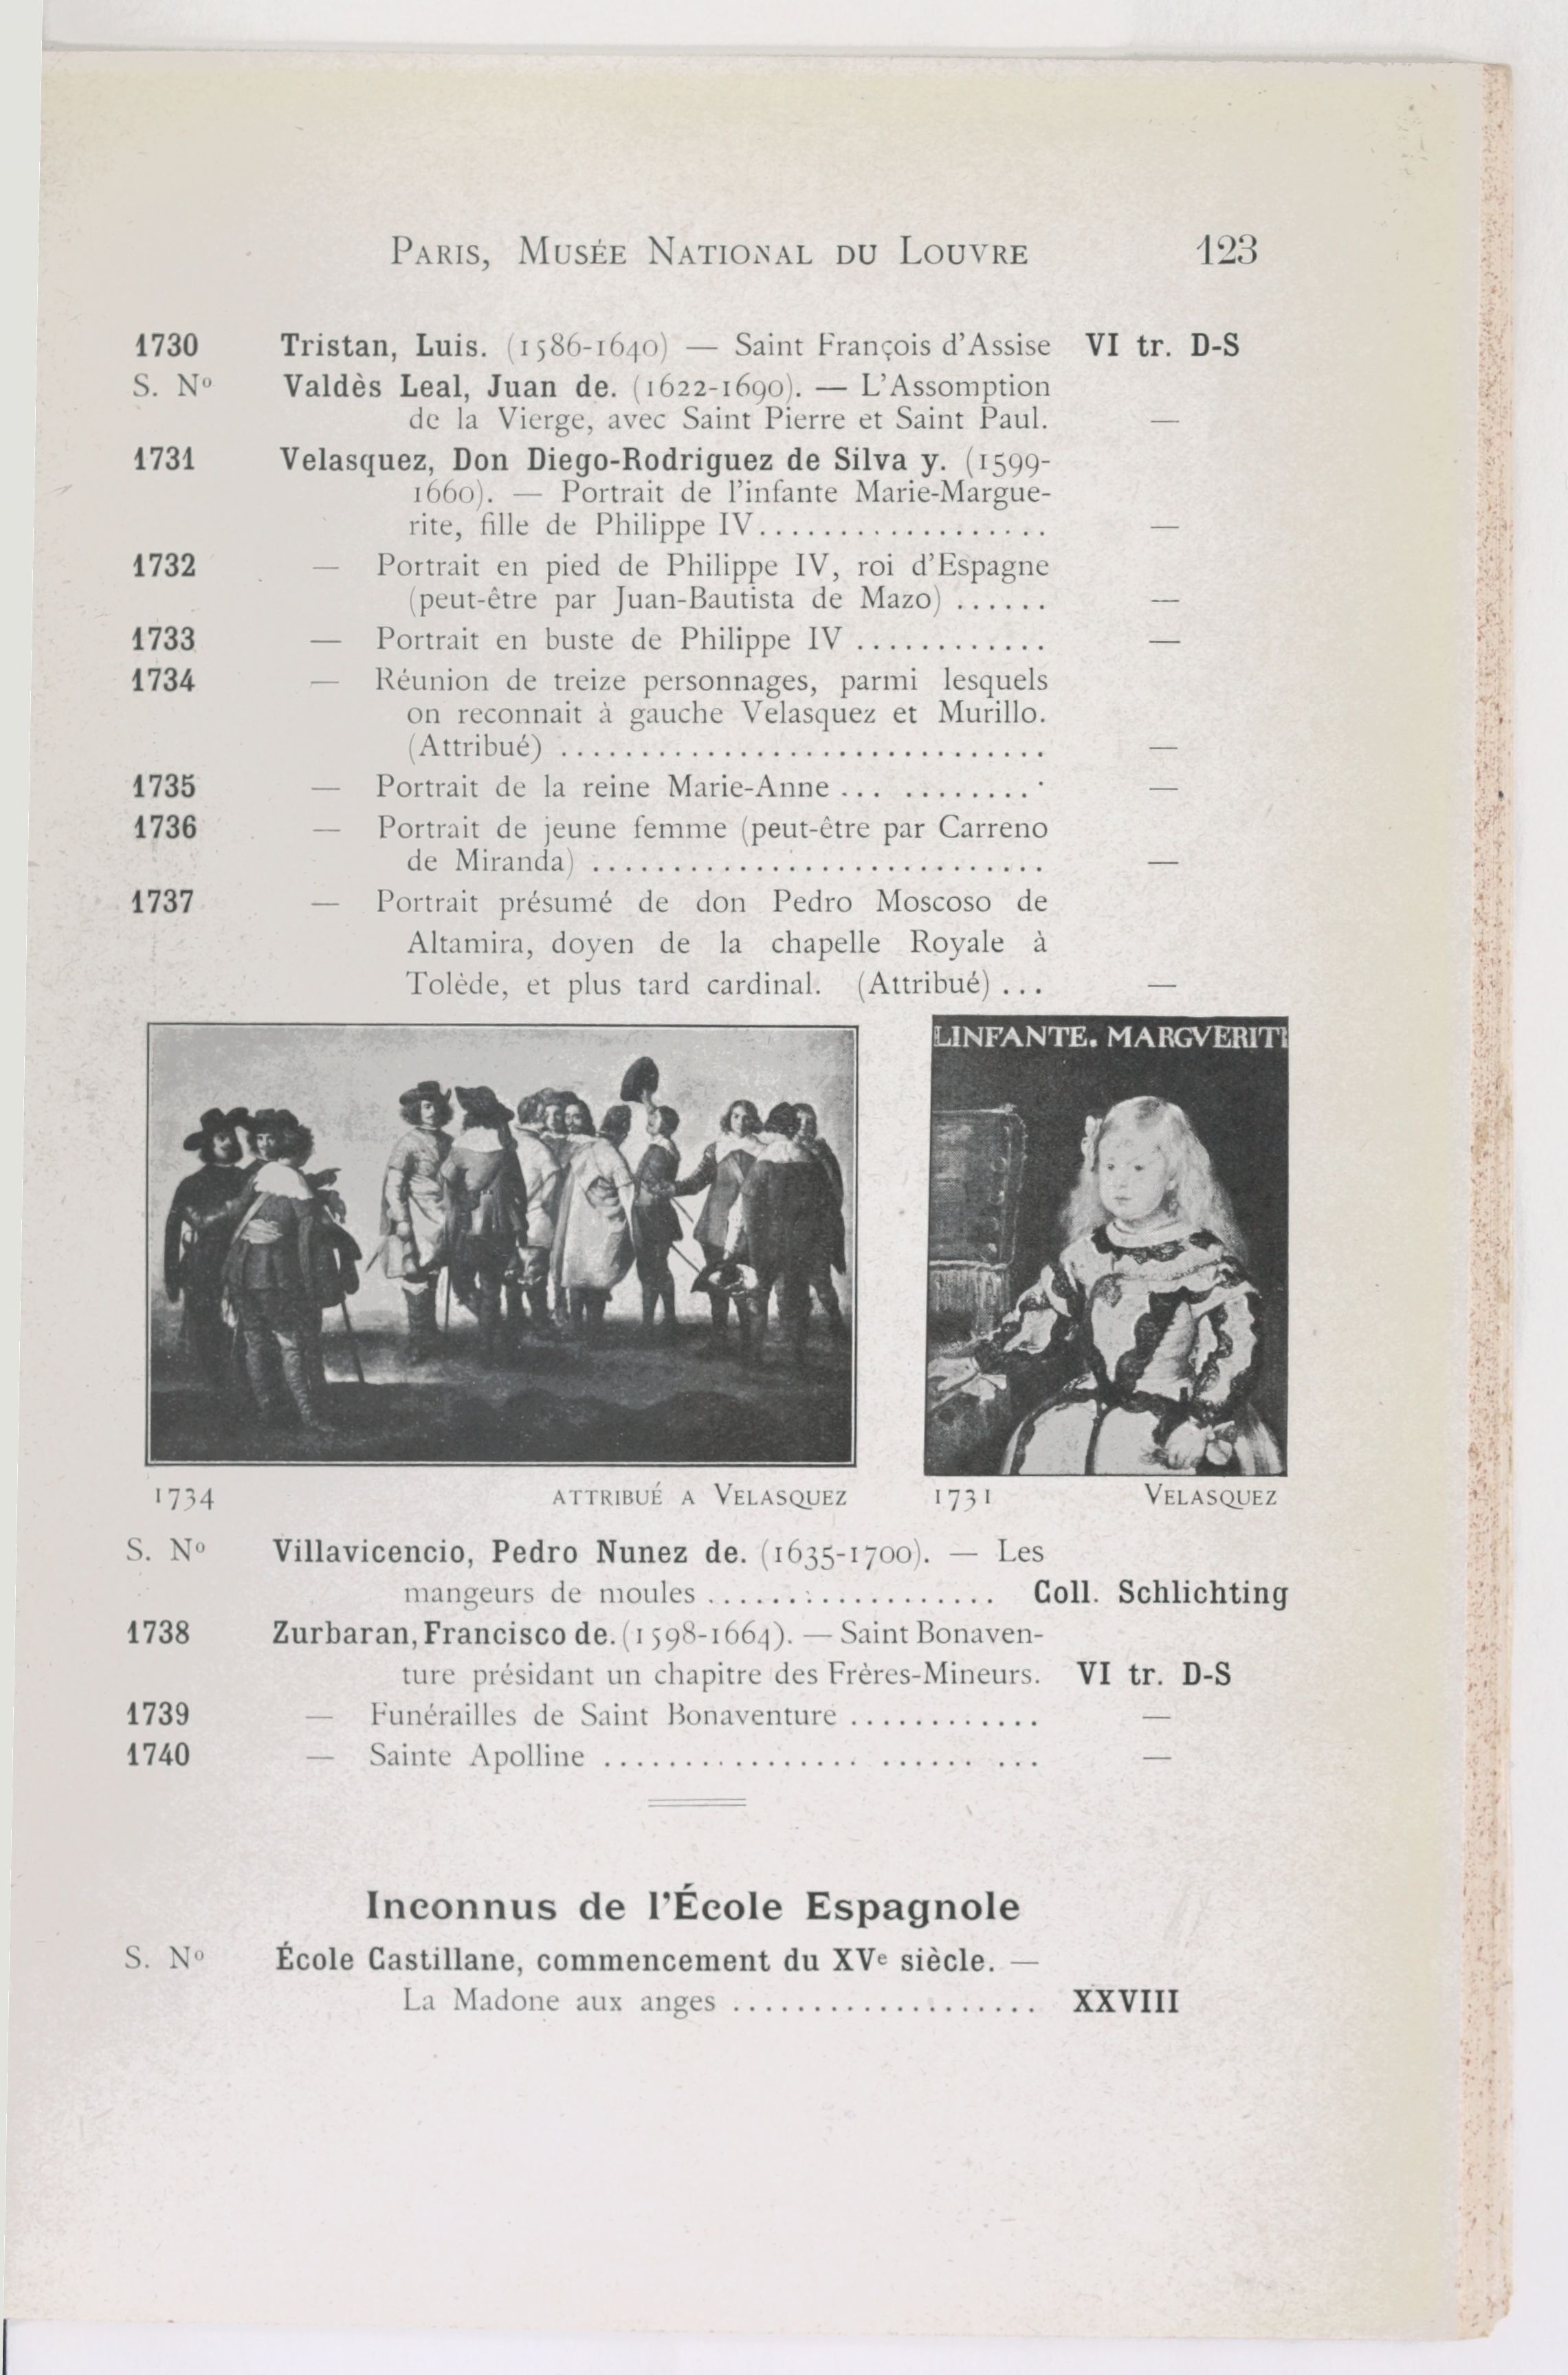 Paris, Musée National du Louvre 123
1730 Tristan, Luis. (1586-1640) — Saint François d'Assise VI tr. D-S
S. Nº Valdès Leal, Juan de. (1622-1690). — L'Assomption
de la Vierge, avec Saint Pierre et Saint Paul. —
1731 Velasquez, Don Diego-Rodriguez de Silva y. (1599-
1660). — Portrait de l'infante Marie-Margue-
rite, fille de Philippe IV.................. —
1732 — Portrait en pied de Philippe IV, roi d'Espagne
(peut-être par Juan-Bautista de Mazo) ...... —
1733 — Portrait en buste de Philippe IV ............ —
1734 — Réunion de treize personnages, parmi lesquels
on reconnait à gauche Velasquez et Murillo.
(Attribué) .............................. —
1735 — Portrait de la reine Marie-Anne ... ......... —
1736 — Portrait de jeune femme (peut-être par Carreno
de Miranda) ............................ —
1737 — Portrait présumé de don Pedro Moscoso de
Altamira, doyen de la chapelle Royale à
Tolède, et plus tard cardinal. (Attribué) ... —
LINFANTE. MARGVERIT
1734 attribué a Velasquez
1731 Velasquez
S. Nº Villavicencio, Pedro Nunez de. (1635-1700). — Les
mangeurs de moules .................. Coll. Schlichting
1738 Zurbaran, Francisco de. (1598-1664). — Saint Bonaven-
ture présidant un chapitre des Frères-Mineurs. VI tr. D-S
1739 — Funérailles de Saint Bonaventure ............ —
1740 — Sainte Apolline ................ ...... ... —
Inconnus de l'École Espagnole
S. Nº École Castillane, commencement du XVe siècle. —
La Madone aux anges ................... XXVIII